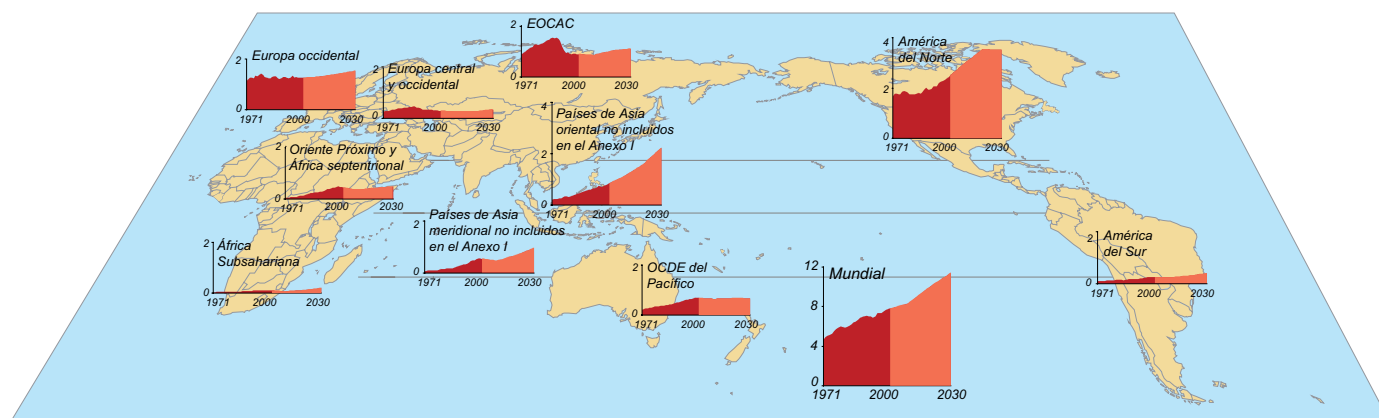 EOCAC
2
0
1971
2000
2030
Europa occidental
2
0
1971
2000
2030
Europa central
y occidental
2
0
1971
2000
2030
América
del Norte
4
2
0
1971
2000
2030
Países de Asia
oriental no incluidos
en el Anexo I
4
2
0
1971
2000
2030
Oriente Próximo y
África septentrional
2
0
1971
2000
2030
Países de Asia
meridional no incluidos
en el Anexo I
2
0
1971
2000
2030
África
Subsahariana
2
0
1971
2000
2030
OCDE del
Pacífico
2
0
1971
2000
2030
Mundial
12
8
4
0
1971
2000
2030
América
del Sur
2
0
1971
2000
2030